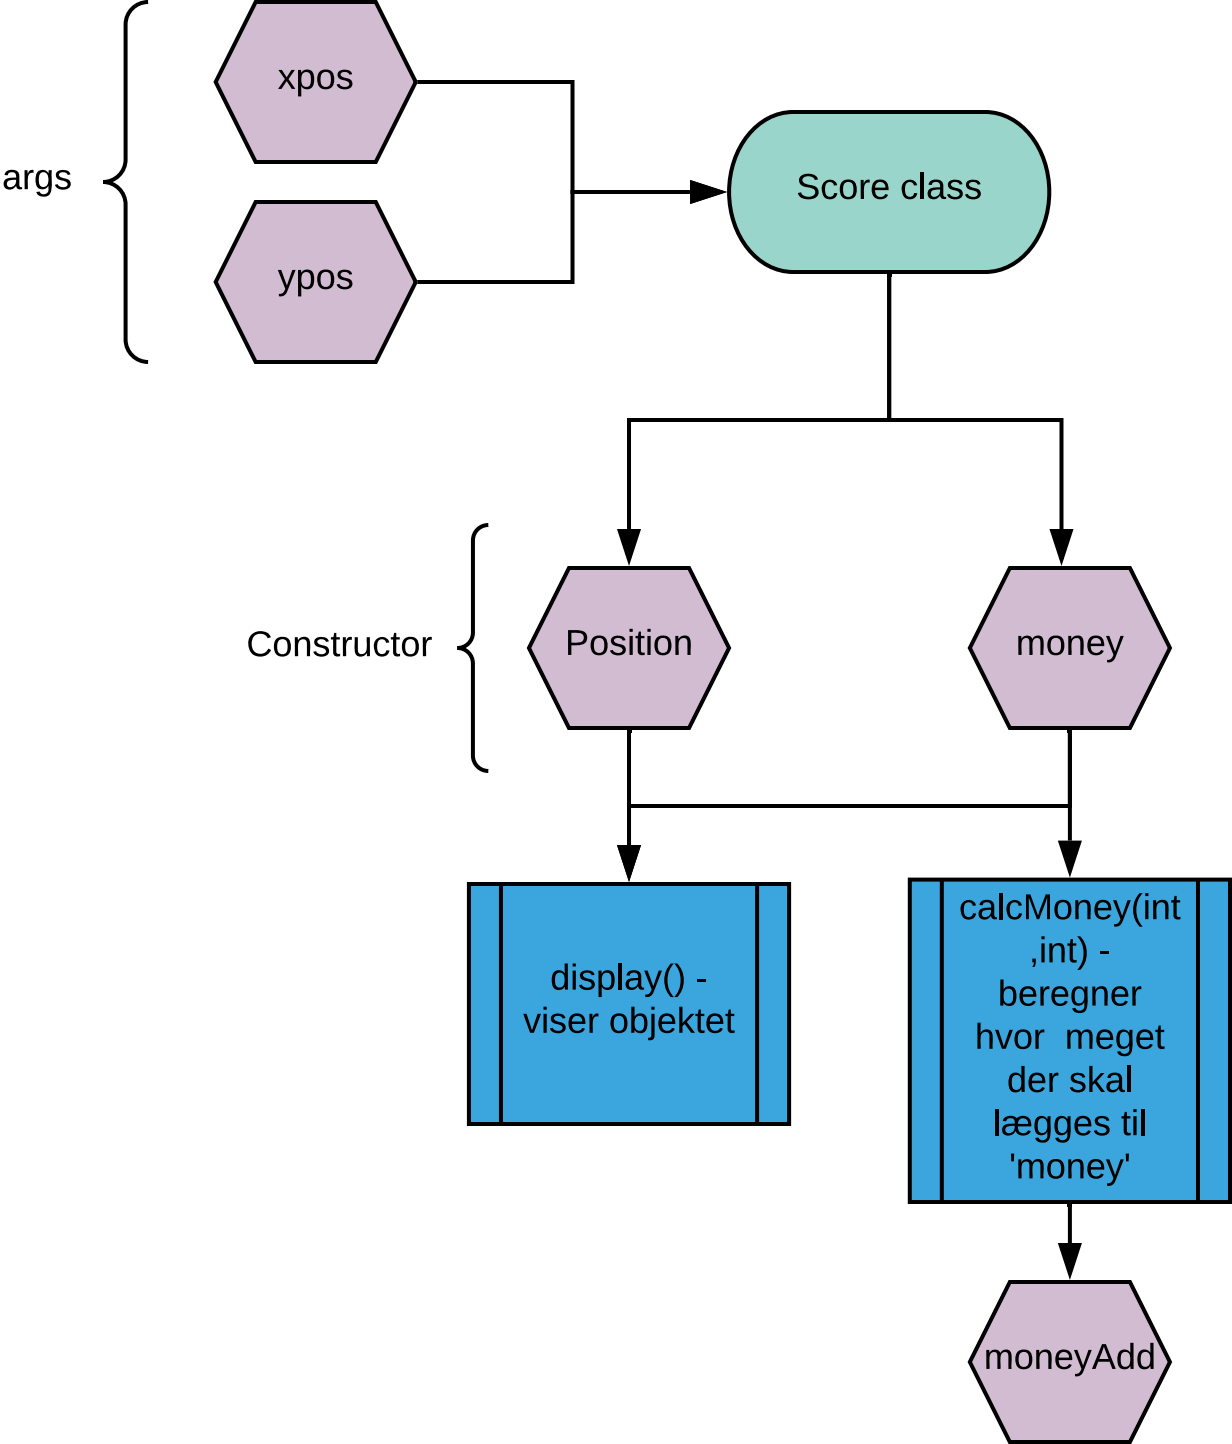 xpos
args
ypos
Score class
Constructor
Position
money
display() -
viser objektet
calcMoney(int
,int) -
beregner
hvor  meget
der skal
lægges til
'money'
moneyAdd